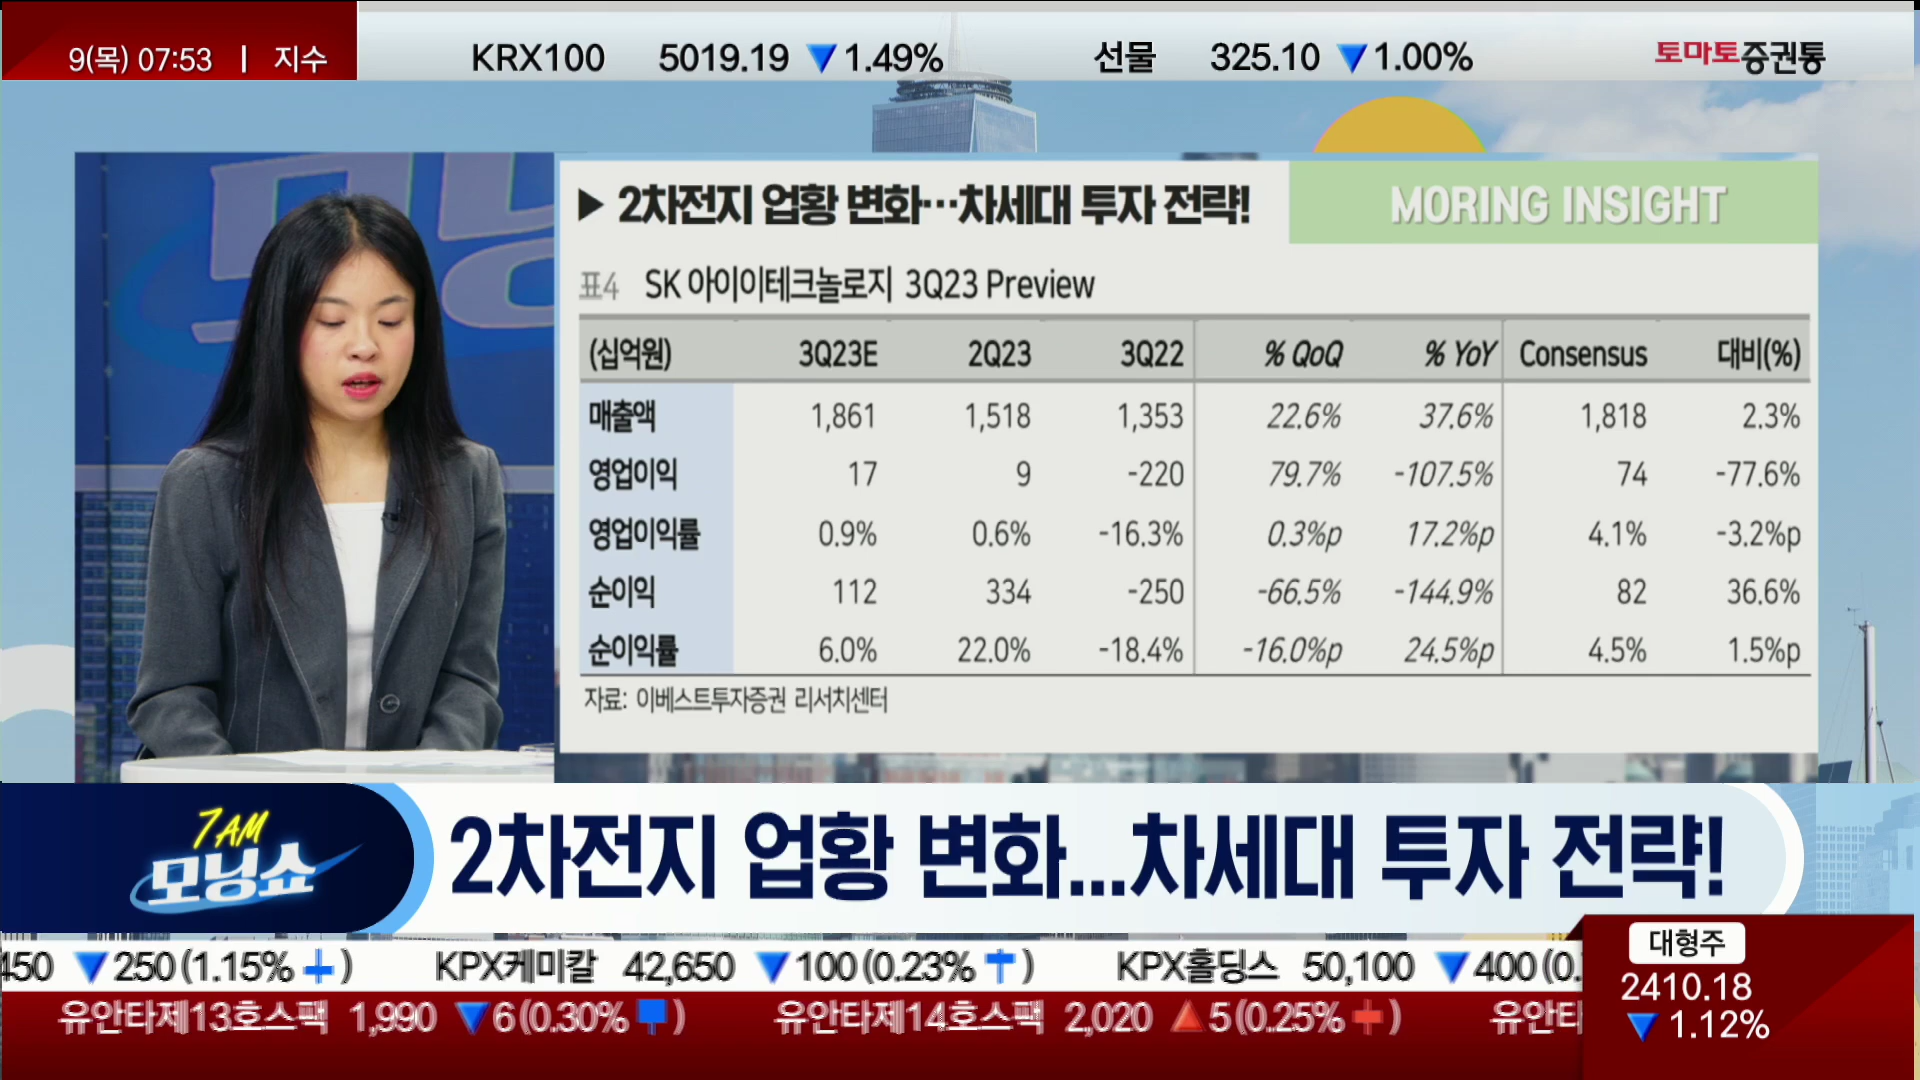 9(목) 07:53 | 지수 KRX100 5019.19 ▼1.49% 선물 325.10 ▼1.00% 토마토증권통
▶ 2차전지 업황 변화…차세대 투자 전략! MORING INSIGHT
표4 SK 아이이테크놀로지 3Q23 Preview
(십억원) 3Q23E 2Q23 3Q22 % QoQ % YoY Consensus 대비(%)
매출액 1,861 1,518 1,353 22.6% 37.6% 1,818 2.3%
영업이익 17 9 -220 79.7% -107.5% 74 -77.6%
영업이익률 0.9% 0.6% -16.3% 0.3%p 17.2%p 4.1% -3.2%p
순이익 112 334 -250 -66.5% -144.9% 82 36.6%
순이익률 6.0% 22.0% -18.4% -16.0%p 24.5%p 4.5% 1.5%p
자료: 이베스트투자증권 리서치센터
7 AM
모닝쇼
2차전지 업황 변화...차세대 투자 전략!
450 ▼250(1.15% ) KPX케미칼 42,650 ▼100(0.23% ) KPX홀딩스 50,100 ▼400(0.
유안타제13호스팩 1,990 ▼6(0.30% ) 유안타제14호스팩 2,020 ▲5(0.25% ) 유안타
대형주
2410.18
▼1.12%